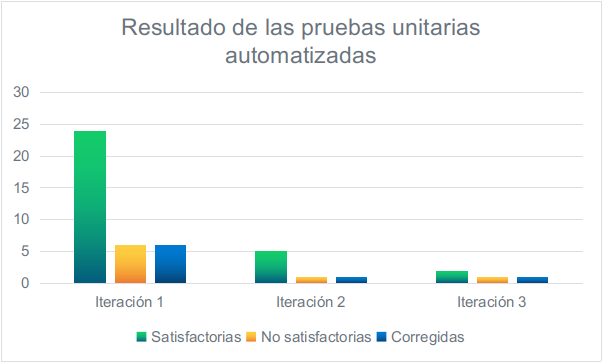 Resultado de las pruebas unitarias
automatizadas
30
25
20
15
10
5
0
Iteración 1 Iteración 2 Iteración 3
Satisfactorias No satisfactorias Corregidas